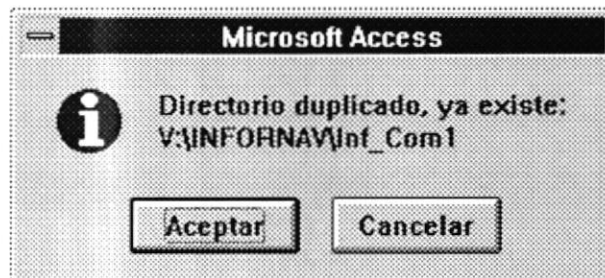 Microsoft Access
Directorio duplicado, ya existe:
V:\INFORNAV\Inf_Com1
Aceptar
Cancelar